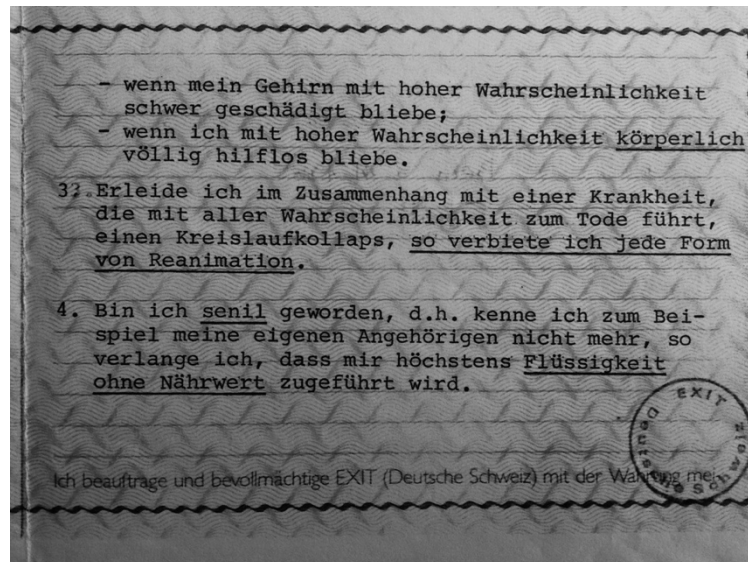 - wenn mein Gehirn mit hoher Wahrscheinlichkeit
schwer geschädigt bliebe;
- wenn ich mit hoher Wahrscheinlichkeit körperlich
völlig hilflos bliebe.
3. Erleide ich im Zusammenhang mit einer Krankheit,
die mit aller Wahrscheinlichkeit zum Tode führt,
einen Kreislaufkollaps, so verbiete ich jede Form
von Reanimation.
4. Bin ich senil geworden, d.h. kenne ich zum Bei-
spiel meine eigenen Angehörigen nicht mehr, so
verlange ich, dass mir höchstens Flüssigkeit
ohne Nährwert zugeführt wird.
EXIT Deutsche Schweiz
Ich beauftrage und bevollmächtige EXIT (Deutsche Schweiz) mit der Wahrung mei-